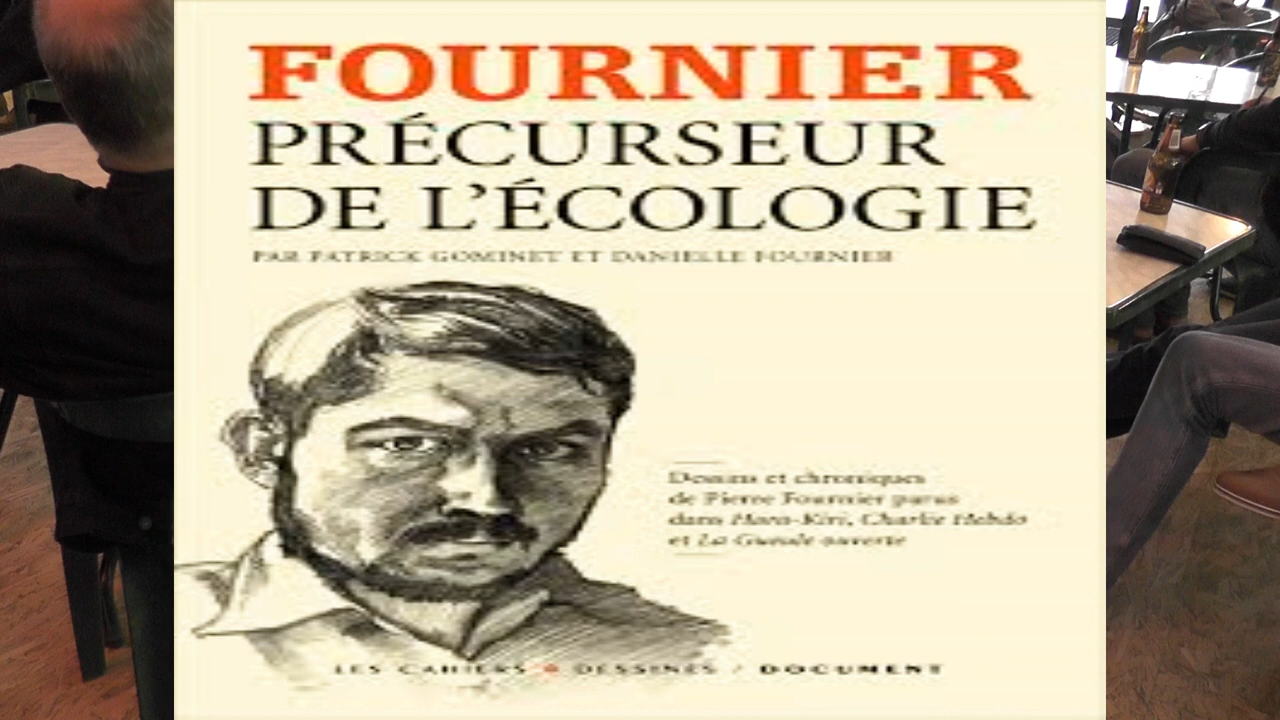 FOURNIER
PRÉCURSEUR
DE L'ÉCOLOGIE
PAR PATRICK GOMINET ET DANIELLE FOURNIER
Dessins et chroniques
de Pierre Fournier parus
dans Hara-Kiri, Charlie Hebdo
et La Gueule ouverte
LES CAHIERS DESSINÉS / DOCUMENT